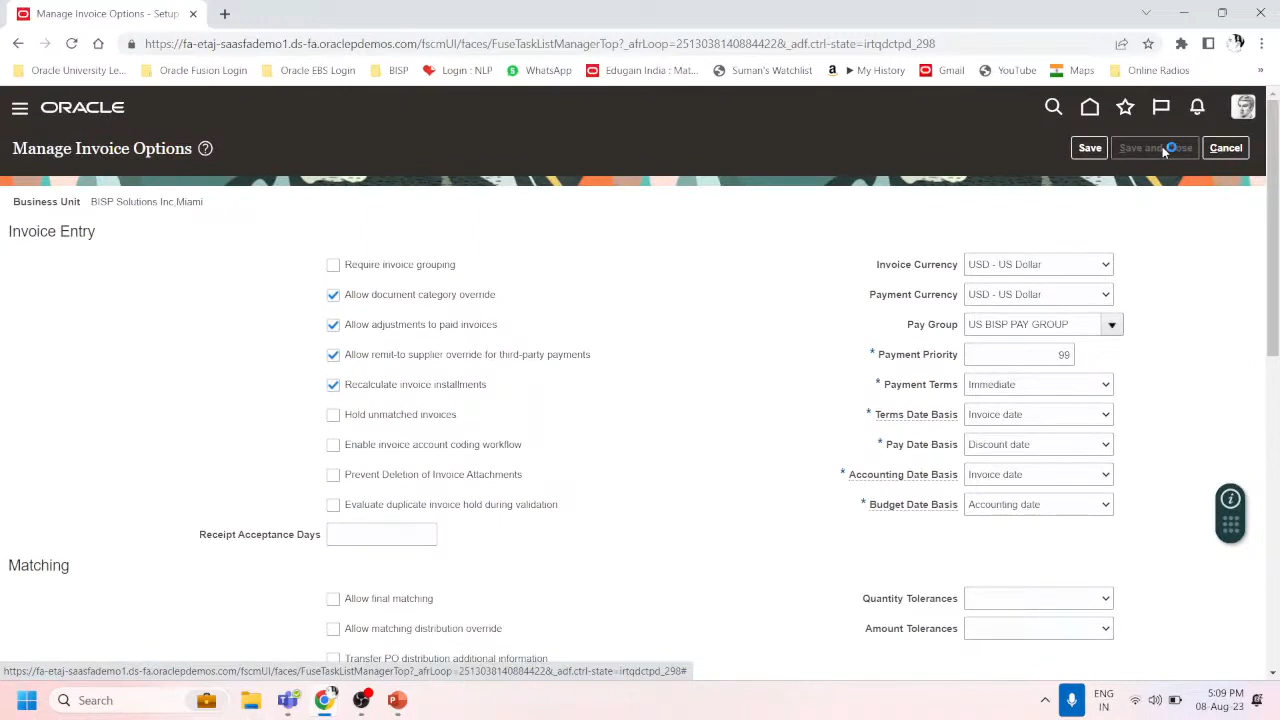 Manage Invoice Options - Setup
https://fa-etaj-saasfademo1.ds-fa.oraclepdemos.com/fscmUI/faces/FuseTaskListManagerTop?_afrLoop=2513038140884422&_adf.ctrl-state=irtqdctpd_298
Oracle University Le...
Oracle Fusion Login
Oracle EBS Login
BISP
Login : NLP
WhatsApp
Edugain India : Mat...
Suman's Watchlist
My History
Gmail
YouTube
Maps
Online Radios
»
ORACLE
Manage Invoice Options
Save
Save and Close
Cancel
Business Unit BISP Solutions Inc,Miami
Invoice Entry
Require invoice grouping
Invoice Currency USD - US Dollar
Allow document category override
Payment Currency USD - US Dollar
Allow adjustments to paid invoices
Pay Group US BISP PAY GROUP
Allow remit-to supplier override for third-party payments
* Payment Priority 99
Recalculate invoice installments
* Payment Terms Immediate
Hold unmatched invoices
* Terms Date Basis Invoice date
Enable invoice account coding workflow
* Pay Date Basis Discount date
Prevent Deletion of Invoice Attachments
* Accounting Date Basis Invoice date
Evaluate duplicate invoice hold during validation
* Budget Date Basis Accounting date
Receipt Acceptance Days
Matching
Allow final matching
Quantity Tolerances
Allow matching distribution override
Amount Tolerances
Transfer PO distribution additional information
https://fa-etaj-saasfademo1.ds-fa.oraclepdemos.com/fscmUI/faces/FuseTaskListManagerTop?_afrLoop=2513038140884422&_adf.ctrl-state=irtqdctpd_298#
Search
ENG
IN
5:09 PM
08-Aug-23